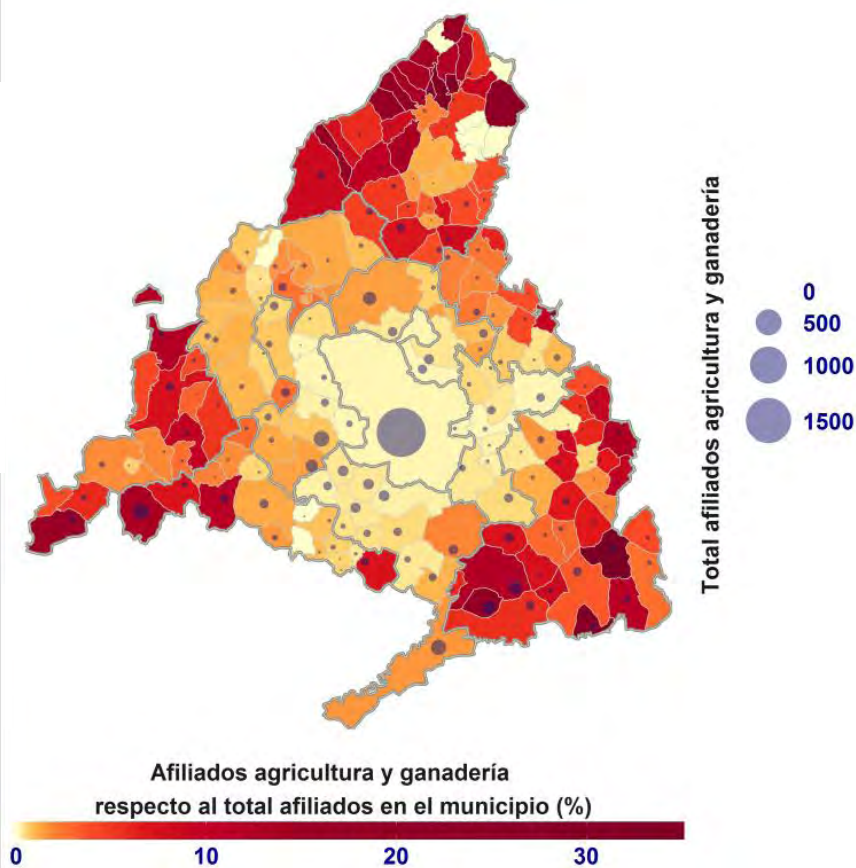 Total afiliados agricultura y ganadería
0
500
1000
1500
Afiliados agricultura y ganadería
respecto al total afiliados en el municipio (%)
0 10 20 30